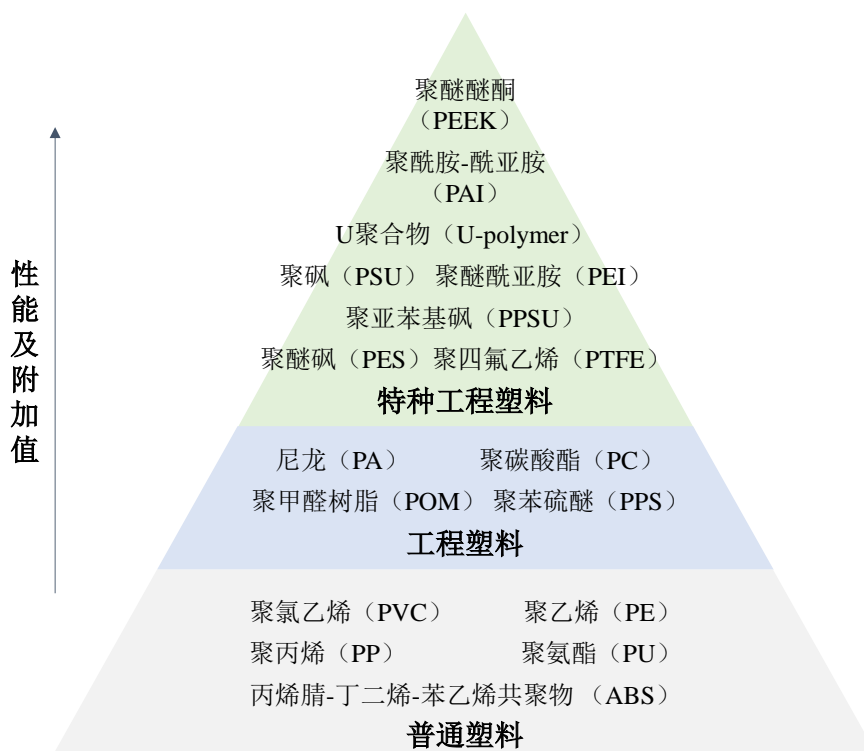 聚醚醚酮
（PEEK）
聚酰胺-酰亚胺
（PAI）
U聚合物（U-polymer）
聚砜（PSU） 聚醚酰亚胺（PEI）
聚亚苯基砜（PPSU）
聚醚砜（PES）聚四氟乙烯（PTFE）
特种工程塑料
性能及附加值
尼龙（PA） 聚碳酸酯（PC）
聚甲醛树脂（POM） 聚苯硫醚（PPS）
工程塑料
聚氯乙烯（PVC） 聚乙烯（PE）
聚丙烯（PP） 聚氨酯（PU）
丙烯腈-丁二烯-苯乙烯共聚物 （ABS）
普通塑料